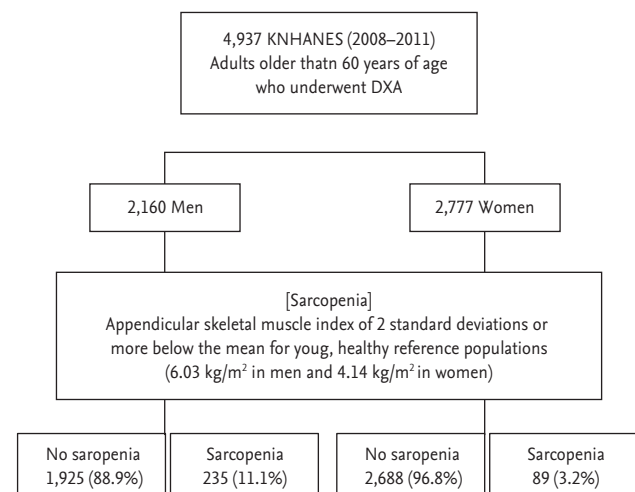 4,937 KNHANES (2008–2011)
Adults older thatn 60 years of age
who underwent DXA
2,160 Men
2,777 Women
[Sarcopenia]
Appendicular skeletal muscle index of 2 standard deviations or
more below the mean for youg, healthy reference populations
(6.03 kg/m² in men and 4.14 kg/m² in women)
No saropenia
1,925 (88.9%)
Sarcopenia
235 (11.1%)
No saropenia
2,688 (96.8%)
Sarcopenia
89 (3.2%)